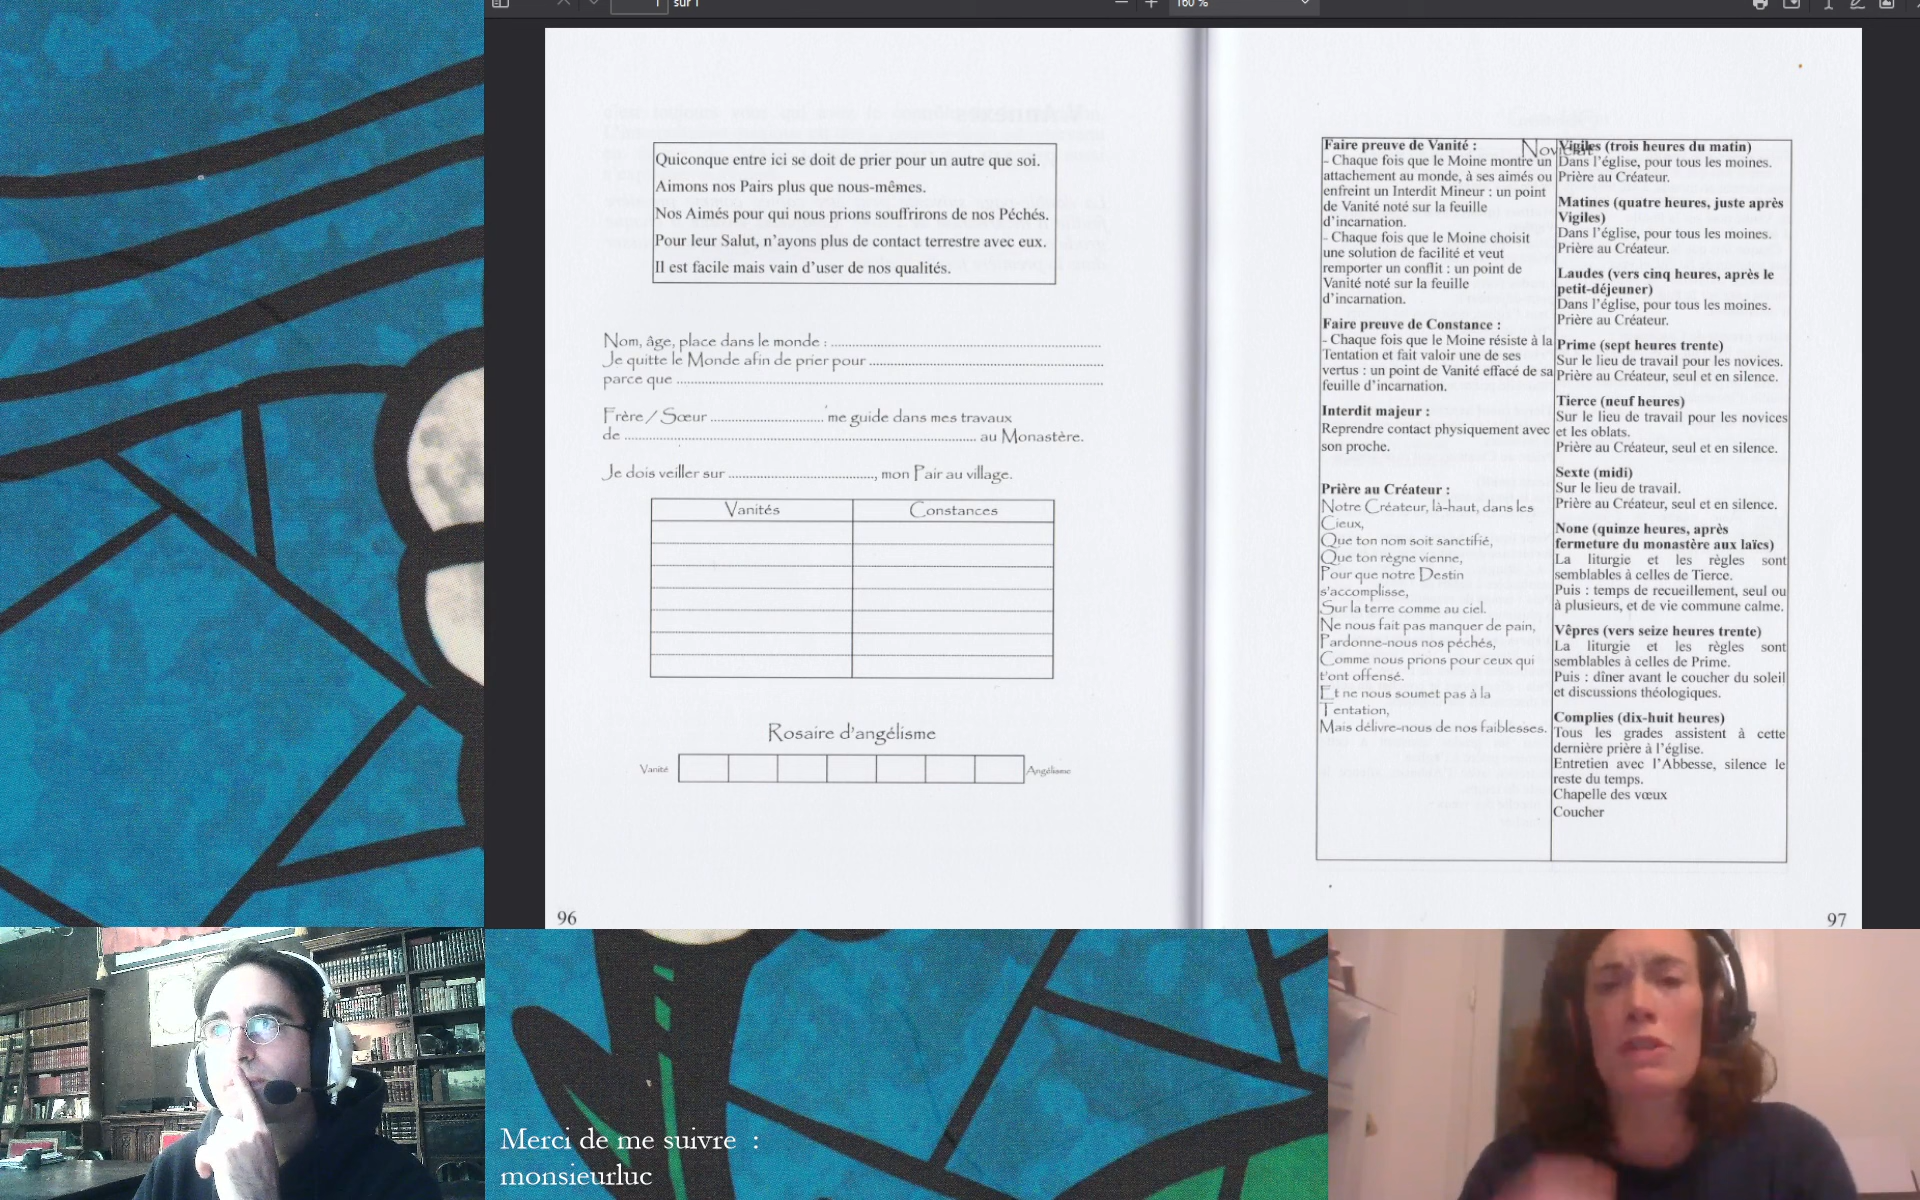 1
sur 1
160 %
Quiconque entre ici se doit de prier pour un autre que soi.
Aimons nos Pairs plus que nous-mêmes.
Nos Aimés pour qui nous prions souffrirons de nos Péchés.
Pour leur Salut, n'ayons plus de contact terrestre avec eux.
Il est facile mais vain d'user de nos qualités.
Nom, âge, place dans le monde :
Je quitte le Monde afin de prier pour
parce que
Frère / Sœur me guide dans mes travaux
de au Monastère.
Je dois veiller sur , mon Pair au village.
Vanités Constances
Rosaire d'angélisme
Vanité Angélisme
96
Faire preuve de Vanité :
- Chaque fois que le Moine montre un
attachement au monde, à ses aimés ou
enfreint un Interdit Mineur : un point
de Vanité noté sur la feuille
d'incarnation.
- Chaque fois que le Moine choisit
une solution de facilité et veut
remporter un conflit : un point de
Vanité noté sur la feuille
d'incarnation.
Faire preuve de Constance :
- Chaque fois que le Moine résiste à la
Tentation et fait valoir une de ses
vertus : un point de Vanité effacé de sa
feuille d'incarnation.
Interdit majeur :
Reprendre contact physiquement avec
son proche.
Prière au Créateur :
Notre Créateur, là-haut, dans les
Cieux,
Que ton nom soit sanctifié,
Que ton règne vienne,
Pour que notre Destin
s'accomplisse,
Sur la terre comme au ciel.
Ne nous fait pas manquer de pain,
Pardonne-nous nos péchés,
Comme nous prions pour ceux qui
t'ont offensé.
Et ne nous soumet pas à la
Tentation,
Mais délivre-nous de nos faiblesses.
Vigiles (trois heures du matin)
Dans l'église, pour tous les moines.
Prière au Créateur.
Matines (quatre heures, juste après
Vigiles)
Dans l'église, pour tous les moines.
Prière au Créateur.
Laudes (vers cinq heures, après le
petit-déjeuner)
Dans l'église, pour tous les moines.
Prière au Créateur.
Prime (sept heures trente)
Sur le lieu de travail pour les novices.
Prière au Créateur, seul et en silence.
Tierce (neuf heures)
Sur le lieu de travail pour les novices
et les oblats.
Prière au Créateur, seul et en silence.
Sexte (midi)
Sur le lieu de travail.
Prière au Créateur, seul et en silence.
None (quinze heures, après
fermeture du monastère aux laïcs)
La liturgie et les règles sont
semblables à celles de Tierce.
Puis : temps de recueillement, seul ou
à plusieurs, et de vie commune calme.
Vêpres (vers seize heures trente)
La liturgie et les règles sont
semblables à celles de Prime.
Puis : dîner avant le coucher du soleil
et discussions théologiques.
Complies (dix-huit heures)
Tous les grades assistent à cette
dernière prière à l'église.
Entretien avec l'Abbesse, silence le
reste du temps.
Chapelle des vœux
Coucher
97
Merci de me suivre :
monsieurluc